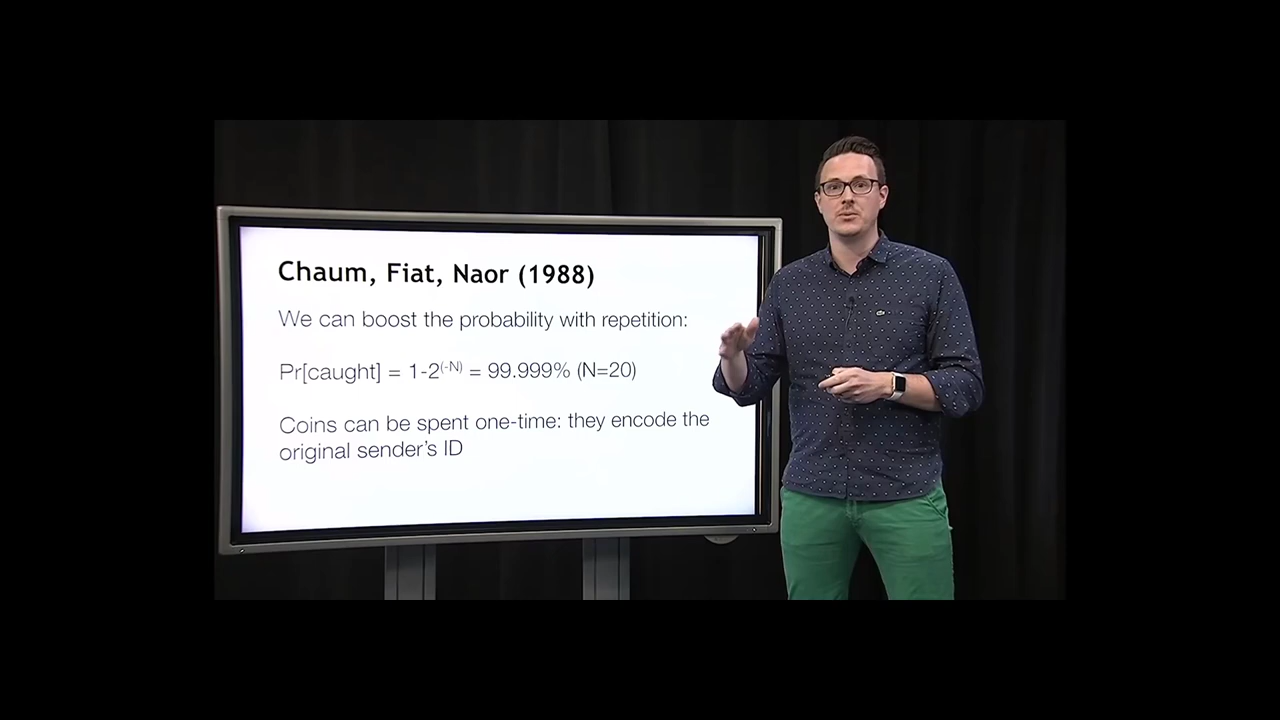 Chaum, Fiat, Naor (1988)
We can boost the probability with repetition:
Pr[caught] = 1-2(-N) = 99.999% (N=20)
Coins can be spent one-time: they encode the
original sender's ID